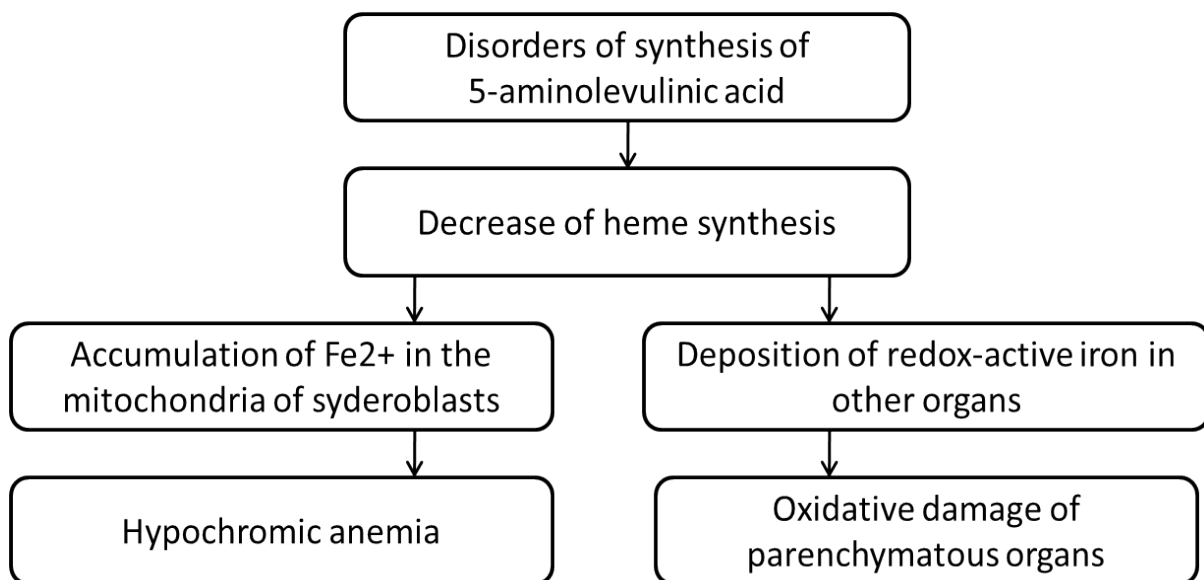 Disorders of synthesis of
5-aminolevulinic acid
Decrease of heme synthesis
Accumulation of Fe2+ in the
mitochondria of syderoblasts
Deposition of redox-active iron in
other organs
Hypochromic anemia
Oxidative damage of
parenchymatous organs